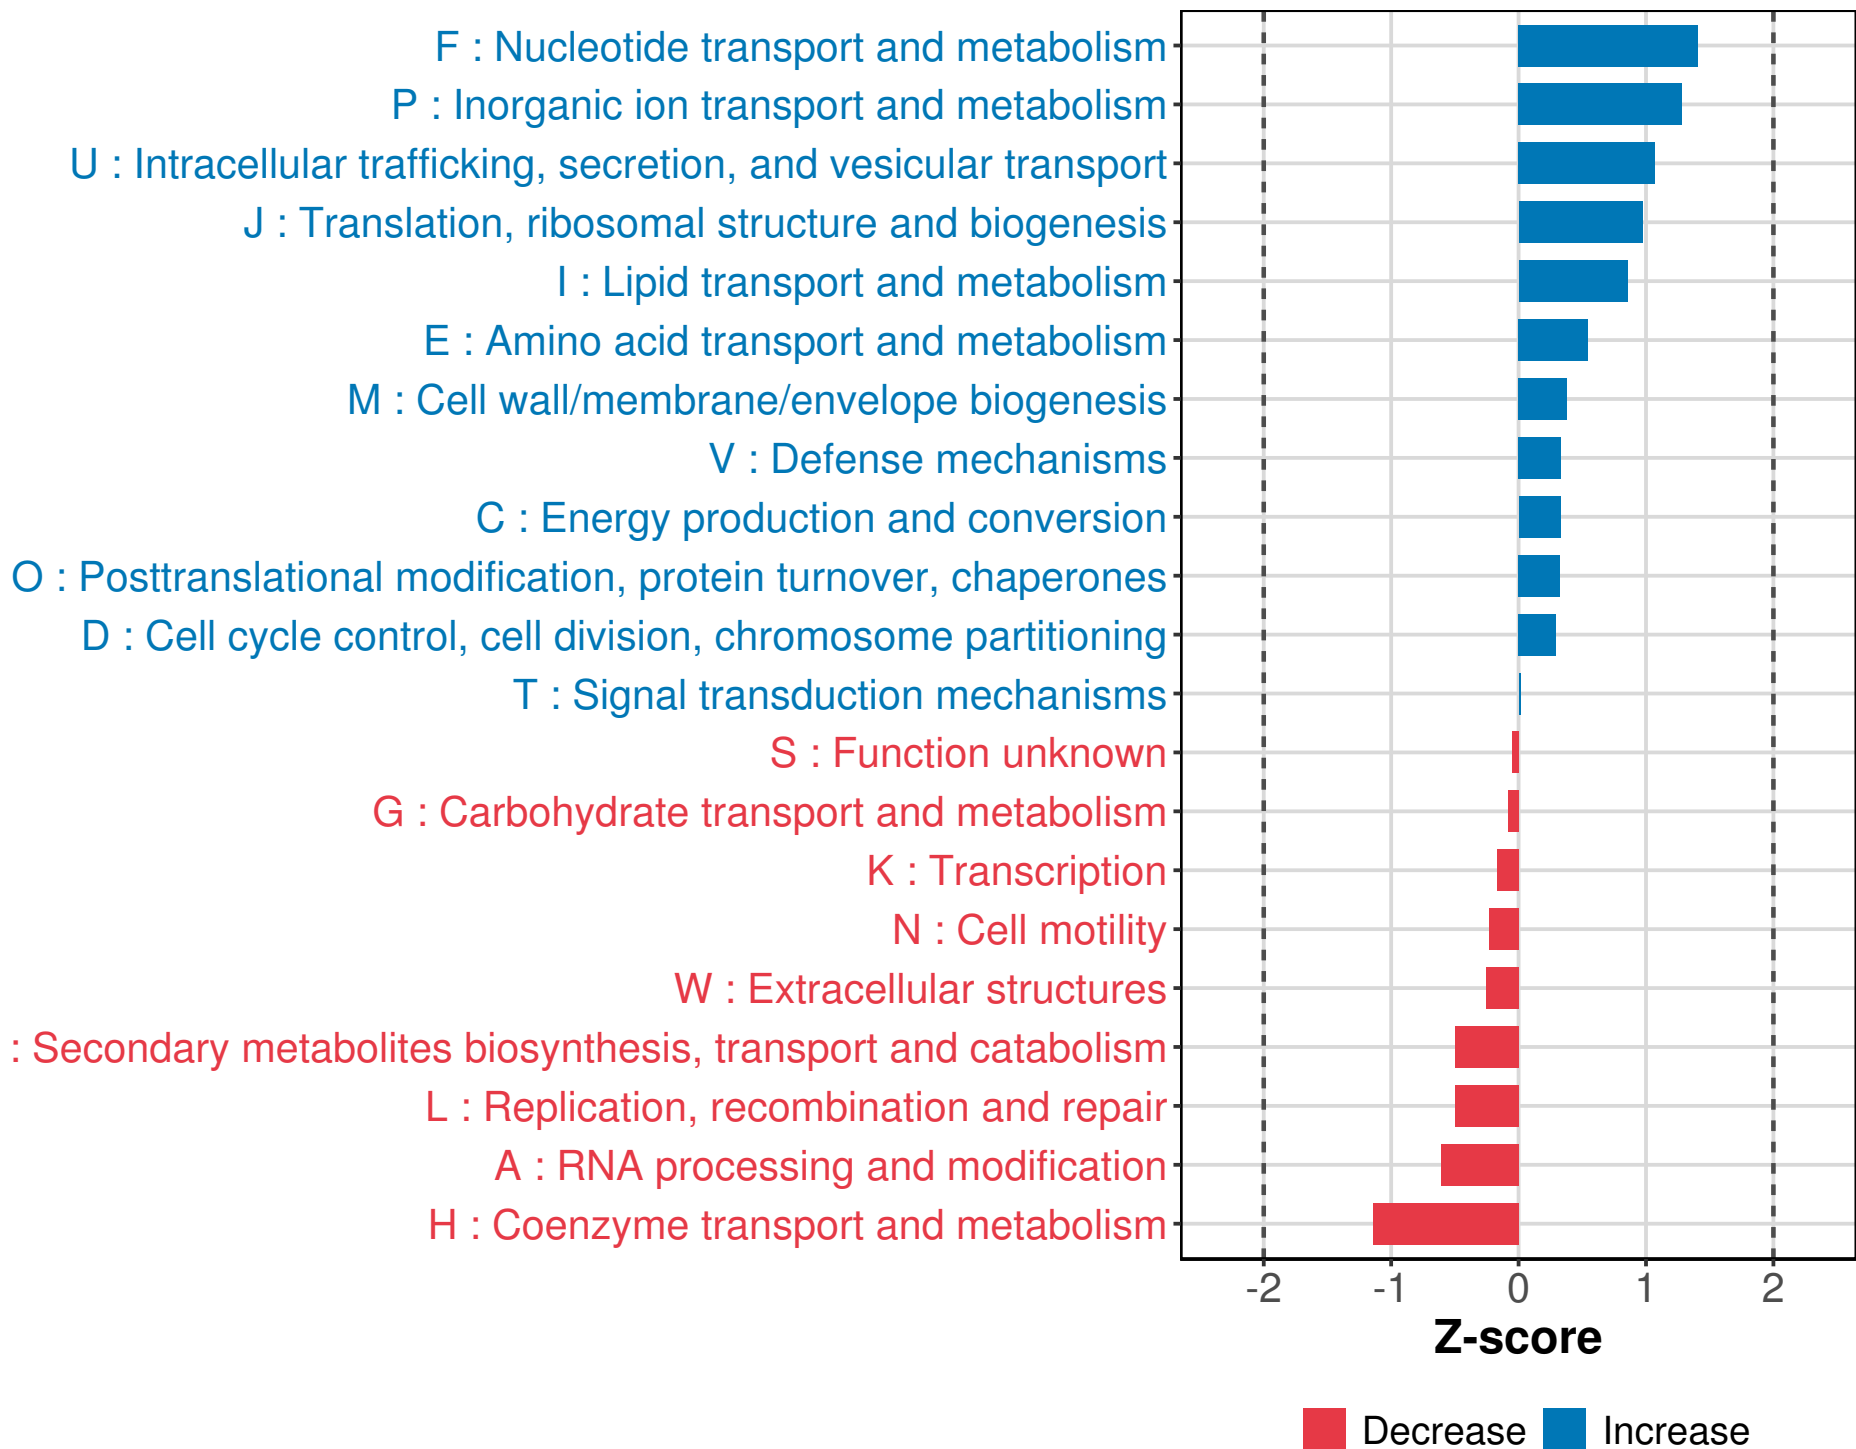 F : Nucleotide transport and metabolism
P : Inorganic ion transport and metabolism
U : Intracellular trafficking, secretion, and vesicular transport
J : Translation, ribosomal structure and biogenesis
I : Lipid transport and metabolism
E : Amino acid transport and metabolism
M : Cell wall/membrane/envelope biogenesis
V : Defense mechanisms
C : Energy production and conversion
O : Posttranslational modification, protein turnover, chaperones
D : Cell cycle control, cell division, chromosome partitioning
T : Signal transduction mechanisms
S : Function unknown
G : Carbohydrate transport and metabolism
K : Transcription
N : Cell motility
W : Extracellular structures
: Secondary metabolites biosynthesis, transport and catabolism
L : Replication, recombination and repair
A : RNA processing and modification
H : Coenzyme transport and metabolism
-2 -1 0 1 2
Z-score
Decrease Increase